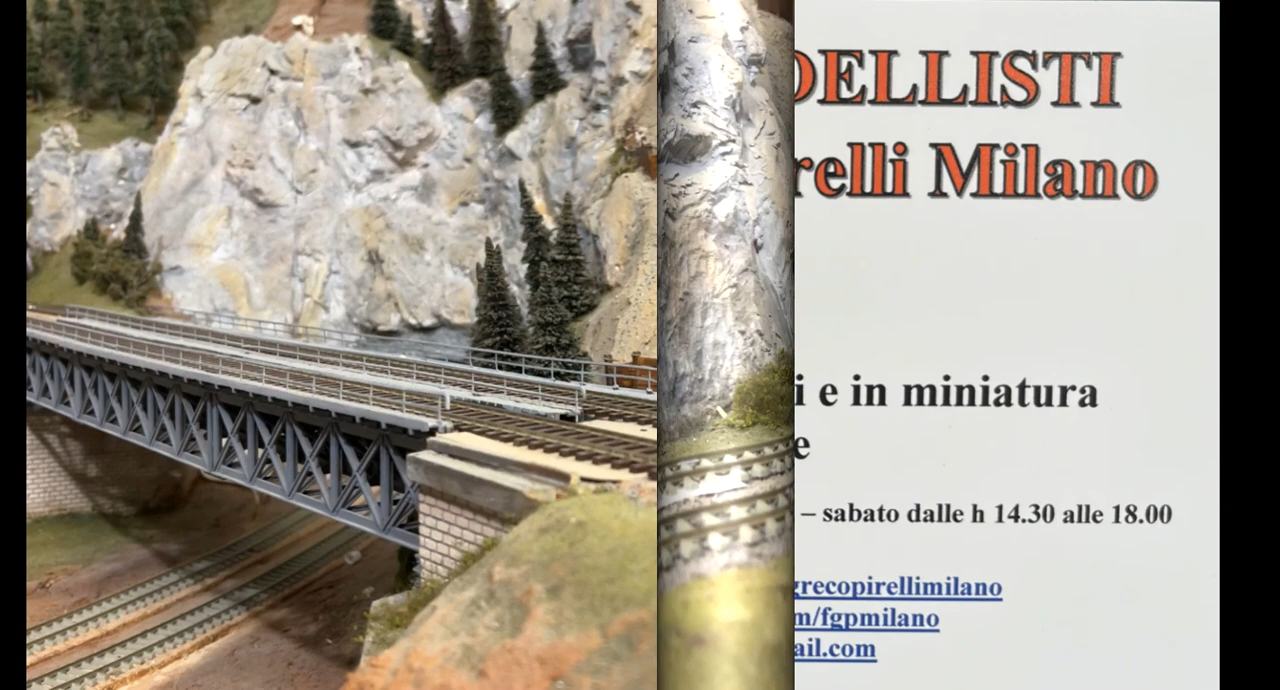 DELLISTI
relli Milano
i e in miniatura
e
– sabato dalle h 14.30 alle 18.00
grecopirellimilano
m/fgpmilano
ail.com